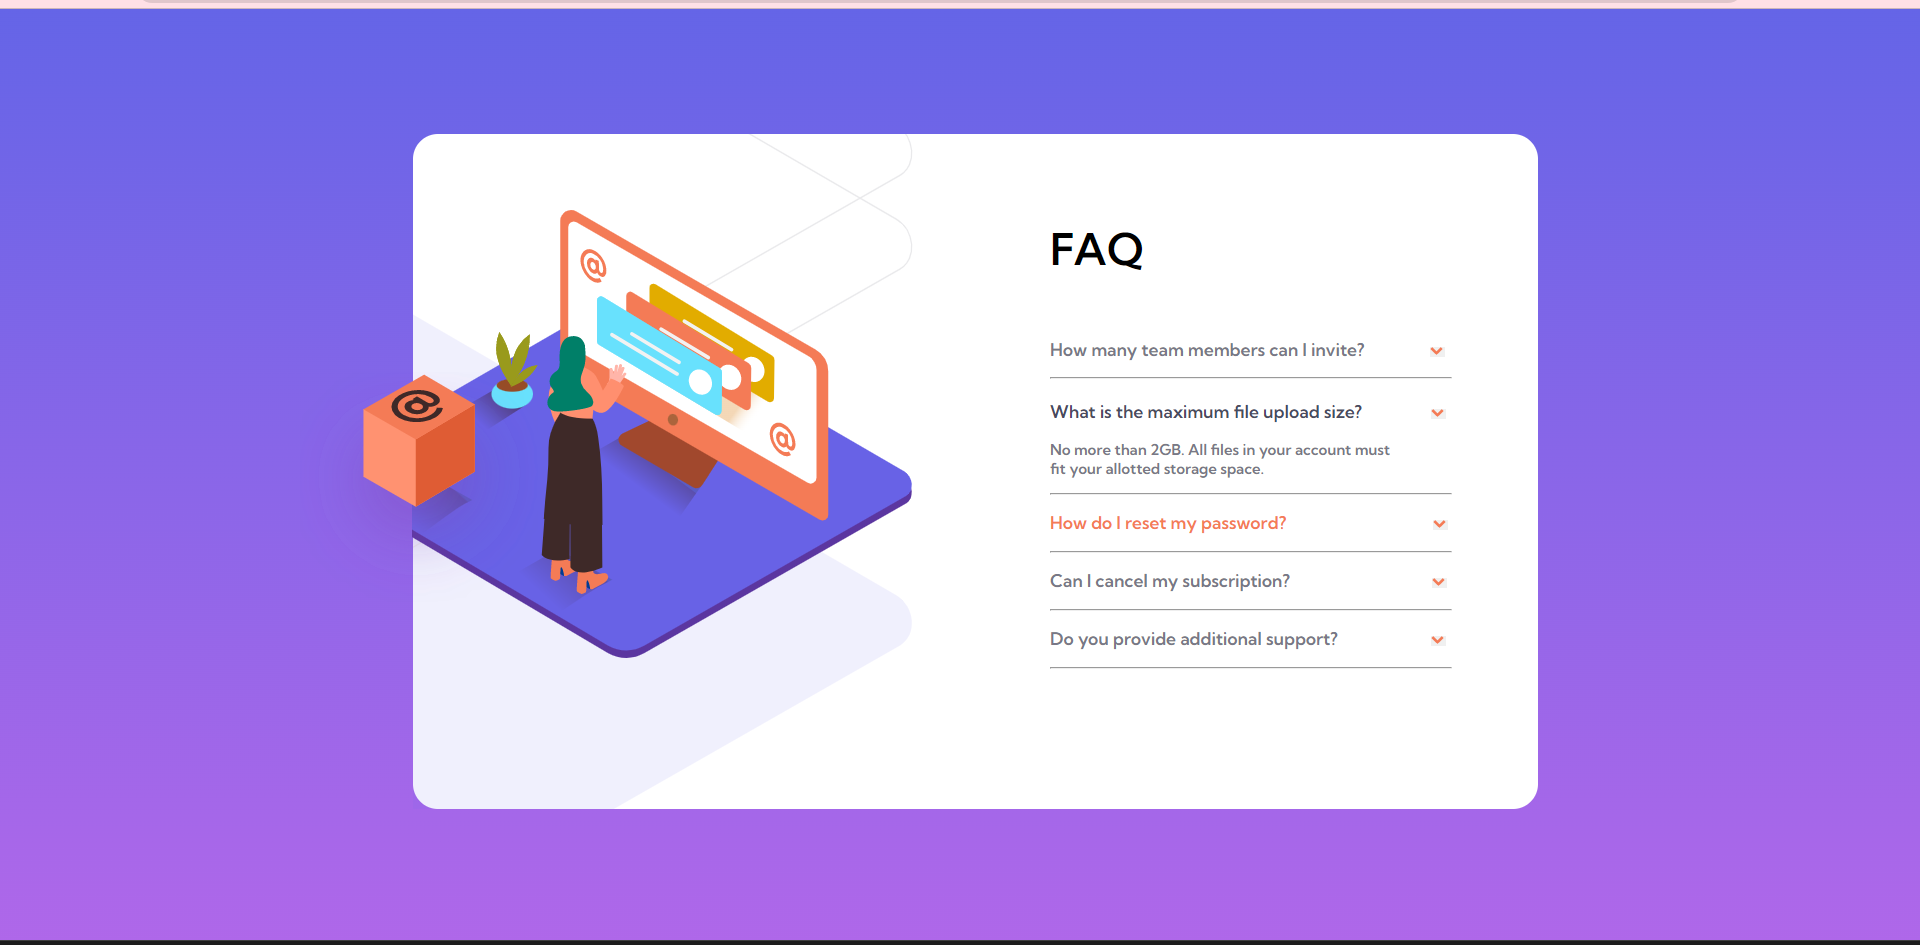 FAQ
How many team members can I invite?
What is the maximum file upload size?
No more than 2GB. All files in your account must
fit your allotted storage space.
How do I reset my password?
Can I cancel my subscription?
Do you provide additional support?
@
@
@